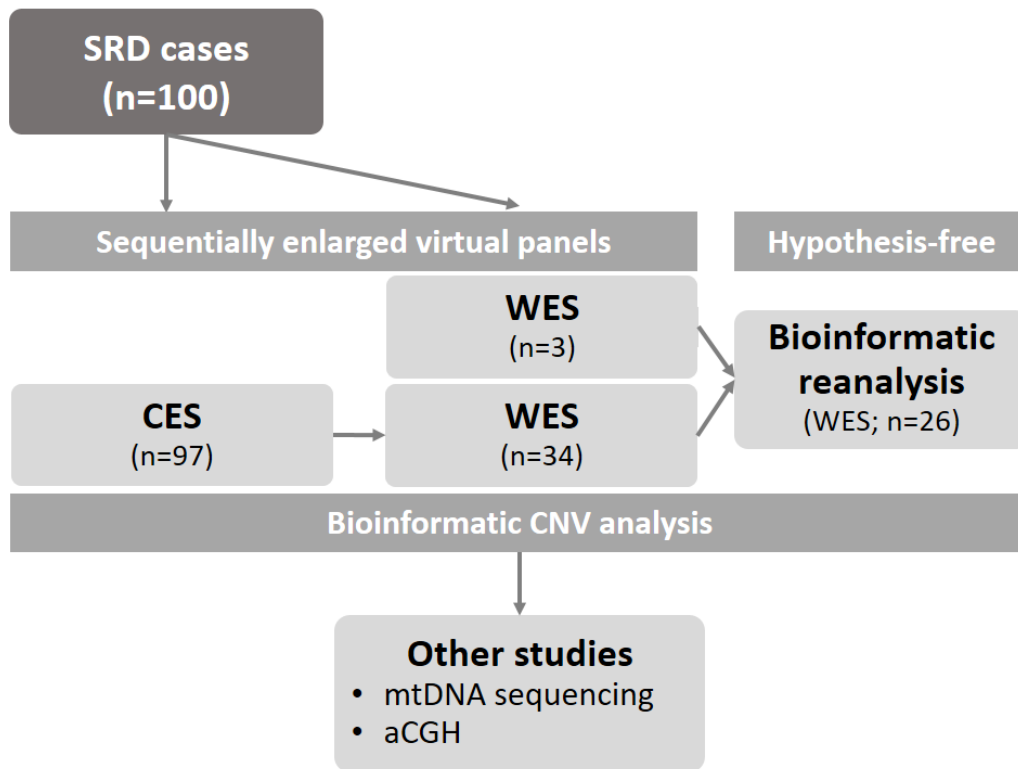 SRD cases
(n=100)
Sequentially enlarged virtual panels
Hypothesis-free
WES
(n=3)
Bioinformatic
reanalysis
(WES; n=26)
CES
(n=97)
WES
(n=34)
Bioinformatic CNV analysis
Other studies
• mtDNA sequencing
• aCGH